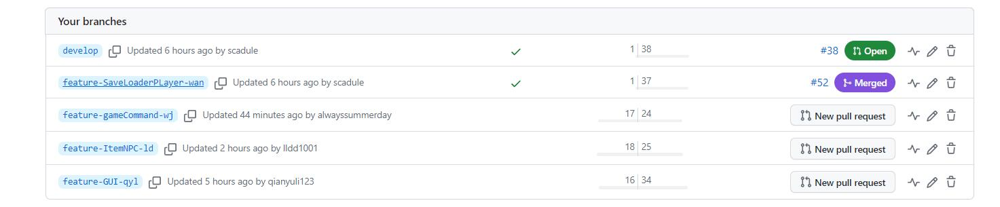 Your branches
develop Updated 6 hours ago by scadule 1 38 #38 Open
feature-SaveLoaderPLayer-wan Updated 6 hours ago by scadule 1 37 #52 Merged
feature-gameCommand-wj Updated 44 minutes ago by alwayssummerday 17 24 New pull request
feature-ItemNPC-ld Updated 2 hours ago by lldd1001 18 25 New pull request
feature-GUI-qyl Updated 5 hours ago by qianyuli123 16 34 New pull request